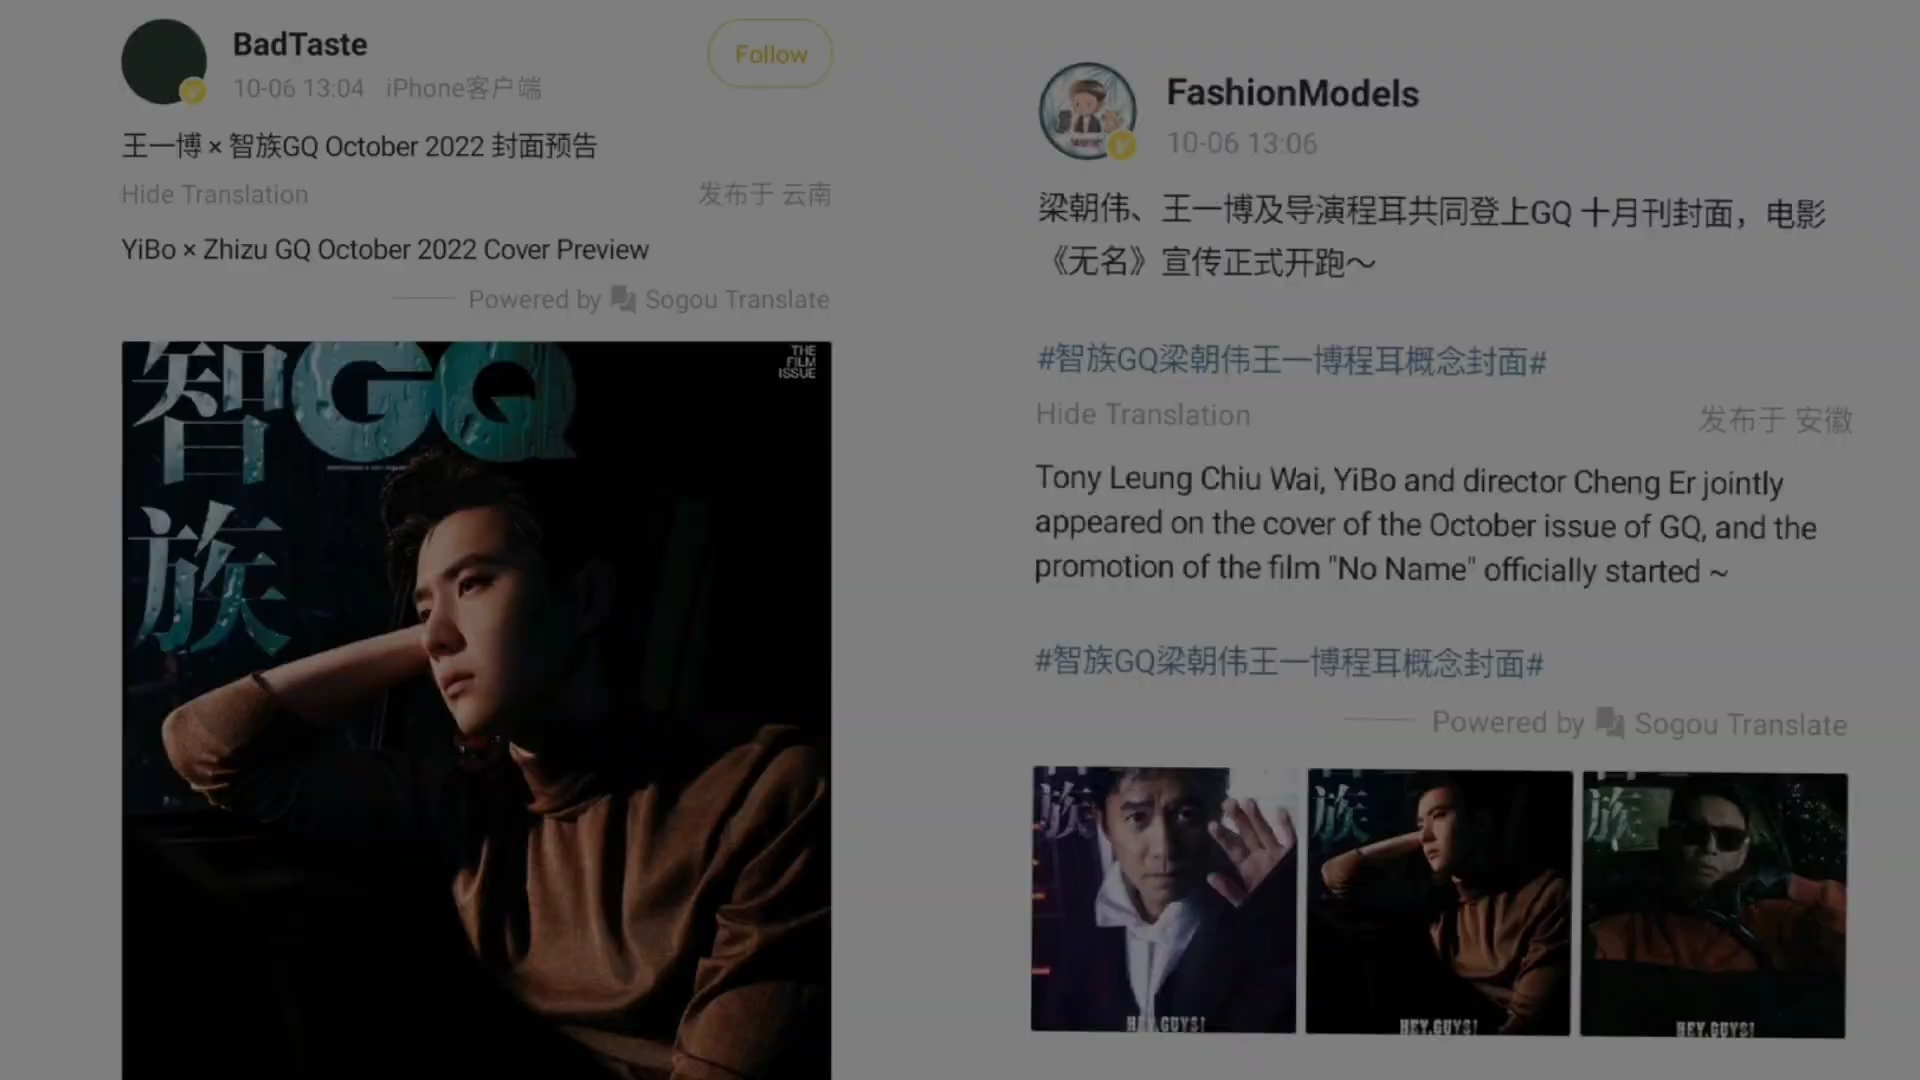 BadTaste
10-06 13:04 iPhone客户端
Follow
王一博 × 智族GQ October 2022 封面预告
Hide Translation
发布于 云南
YiBo × Zhizu GQ October 2022 Cover Preview
Powered by Sogou Translate
智族
GQ
THE
FILM
ISSUE
FashionModels
10-06 13:06
梁朝伟、王一博及导演程耳共同登上GQ 十月刊封面，电影
《无名》宣传正式开跑～
#智族GQ梁朝伟王一博程耳概念封面#
Hide Translation
发布于 安徽
Tony Leung Chiu Wai, YiBo and director Cheng Er jointly
appeared on the cover of the October issue of GQ, and the
promotion of the film "No Name" officially started ~
#智族GQ梁朝伟王一博程耳概念封面#
Powered by Sogou Translate
族
HEY,GUYS!
族
HEY,GUYS!
族
HEY,GUYS!